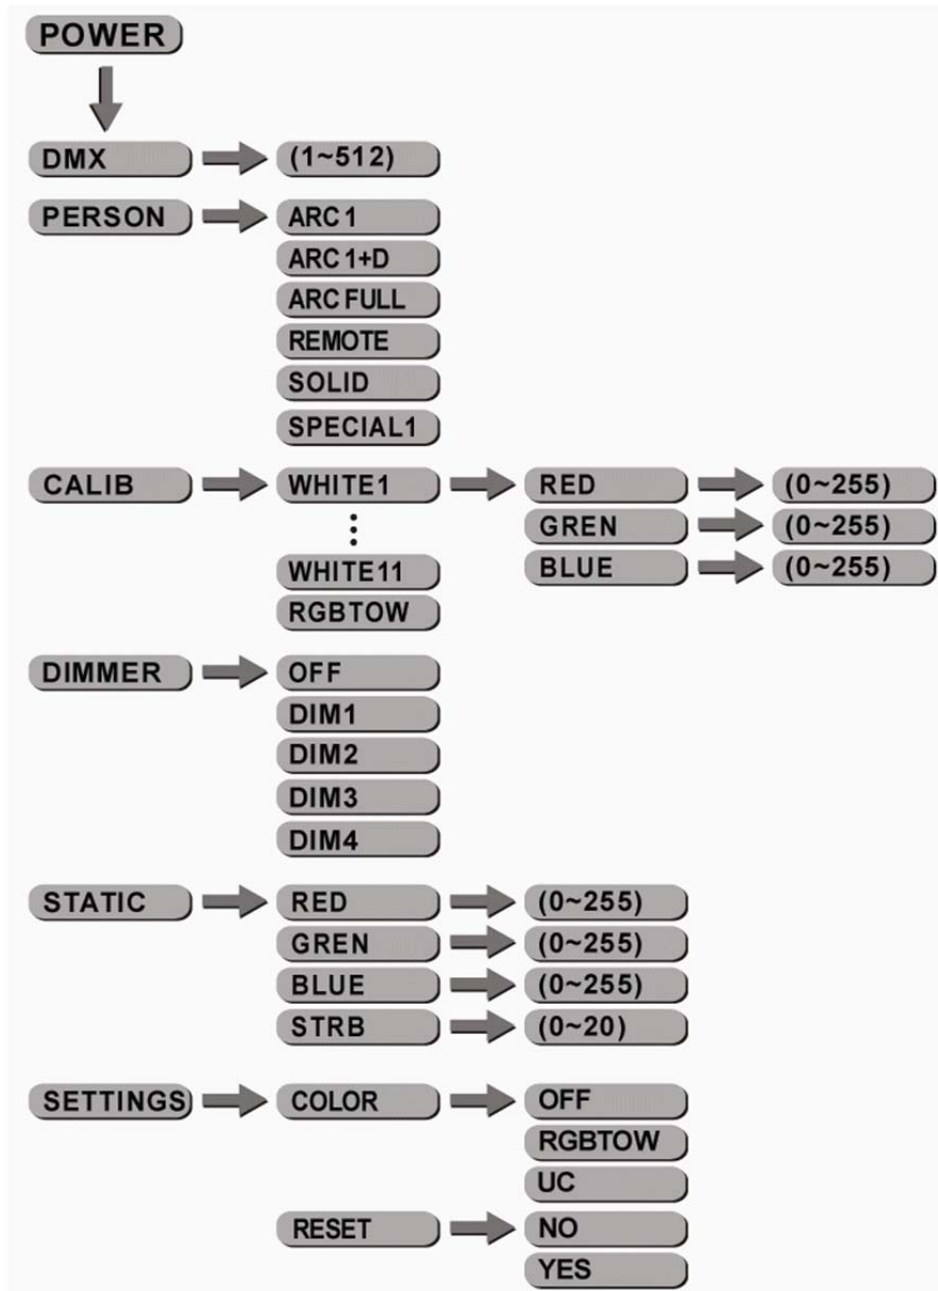 POWER
DMX (1~512)
PERSON ARC1
ARC1+D
ARCFULL
REMOTE
SOLID
SPECIAL1
CALIB WHITE1 RED (0~255)
GREN (0~255)
BLUE (0~255)
WHITE11
RGBTOW
DIMMER OFF
DIM1
DIM2
DIM3
DIM4
STATIC RED (0~255)
GREN (0~255)
BLUE (0~255)
STRB (0~20)
SETTINGS COLOR OFF
RGBTOW
UC
RESET NO
YES